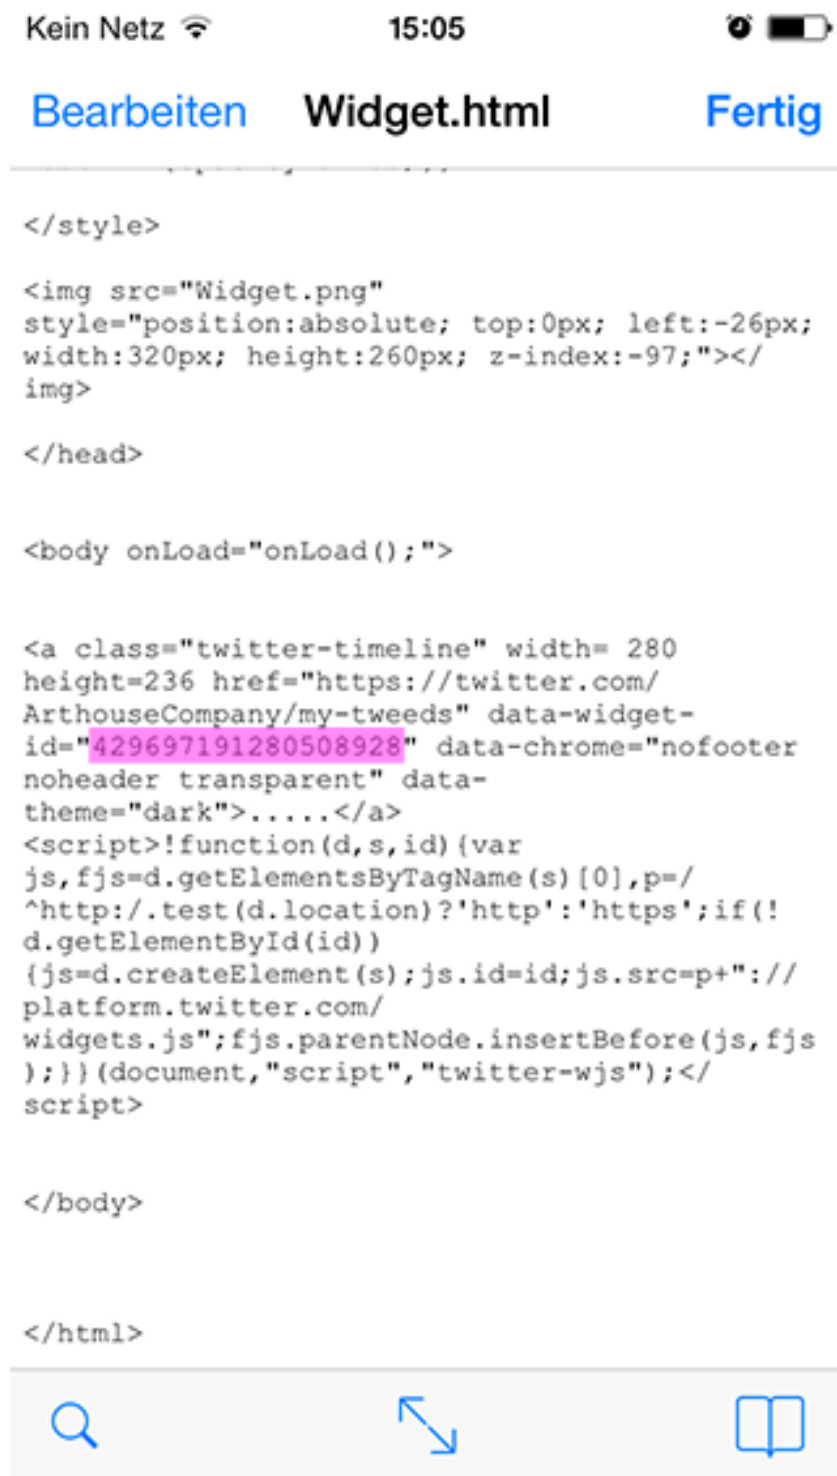 Kein Netz 15:05
Bearbeiten Widget.html Fertig
</style>
<img src="Widget.png"
style="position:absolute; top:0px; left:-26px;
width:320px; height:260px; z-index:-97;"></
img>
</head>
<body onLoad="onLoad();">
<a class="twitter-timeline" width= 280
height=236 href="https://twitter.com/
ArthouseCompany/my-tweeds" data-widget-
id="429697191280508928" data-chrome="nofooter
noheader transparent" data-
theme="dark">.....</a>
<script>!function(d,s,id){var
js,fjs=d.getElementsByTagName(s)[0],p=/
^http:/.test(d.location)?'http':'https';if(!
d.getElementById(id))
{js=d.createElement(s);js.id=id;js.src=p+"://
platform.twitter.com/
widgets.js";fjs.parentNode.insertBefore(js,fjs
);}}(document,"script","twitter-wjs");</
script>
</body>
</html>